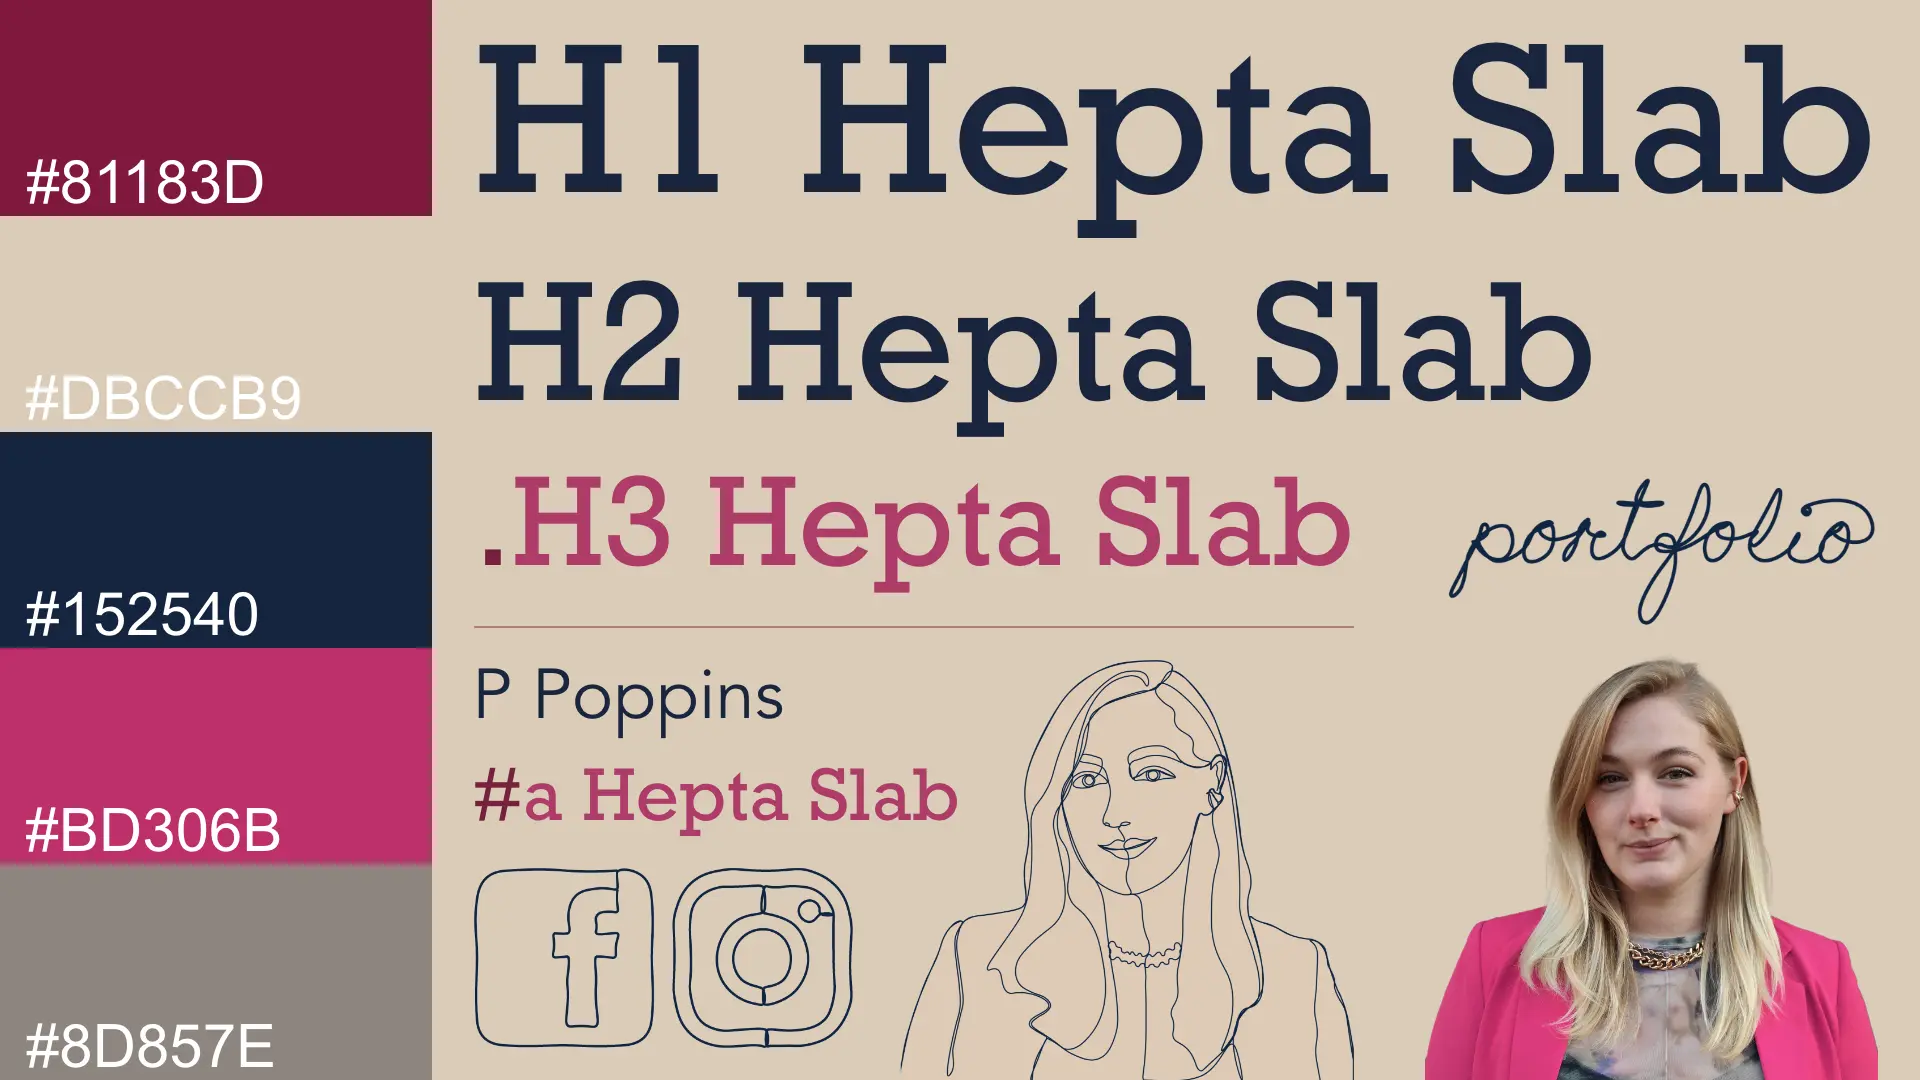 #81183D
#DBCCB9
#152540
#BD306B
#8D857E
H1 Hepta Slab
H2 Hepta Slab
.H3 Hepta Slab
portfolio
P Poppins
#a Hepta Slab
f